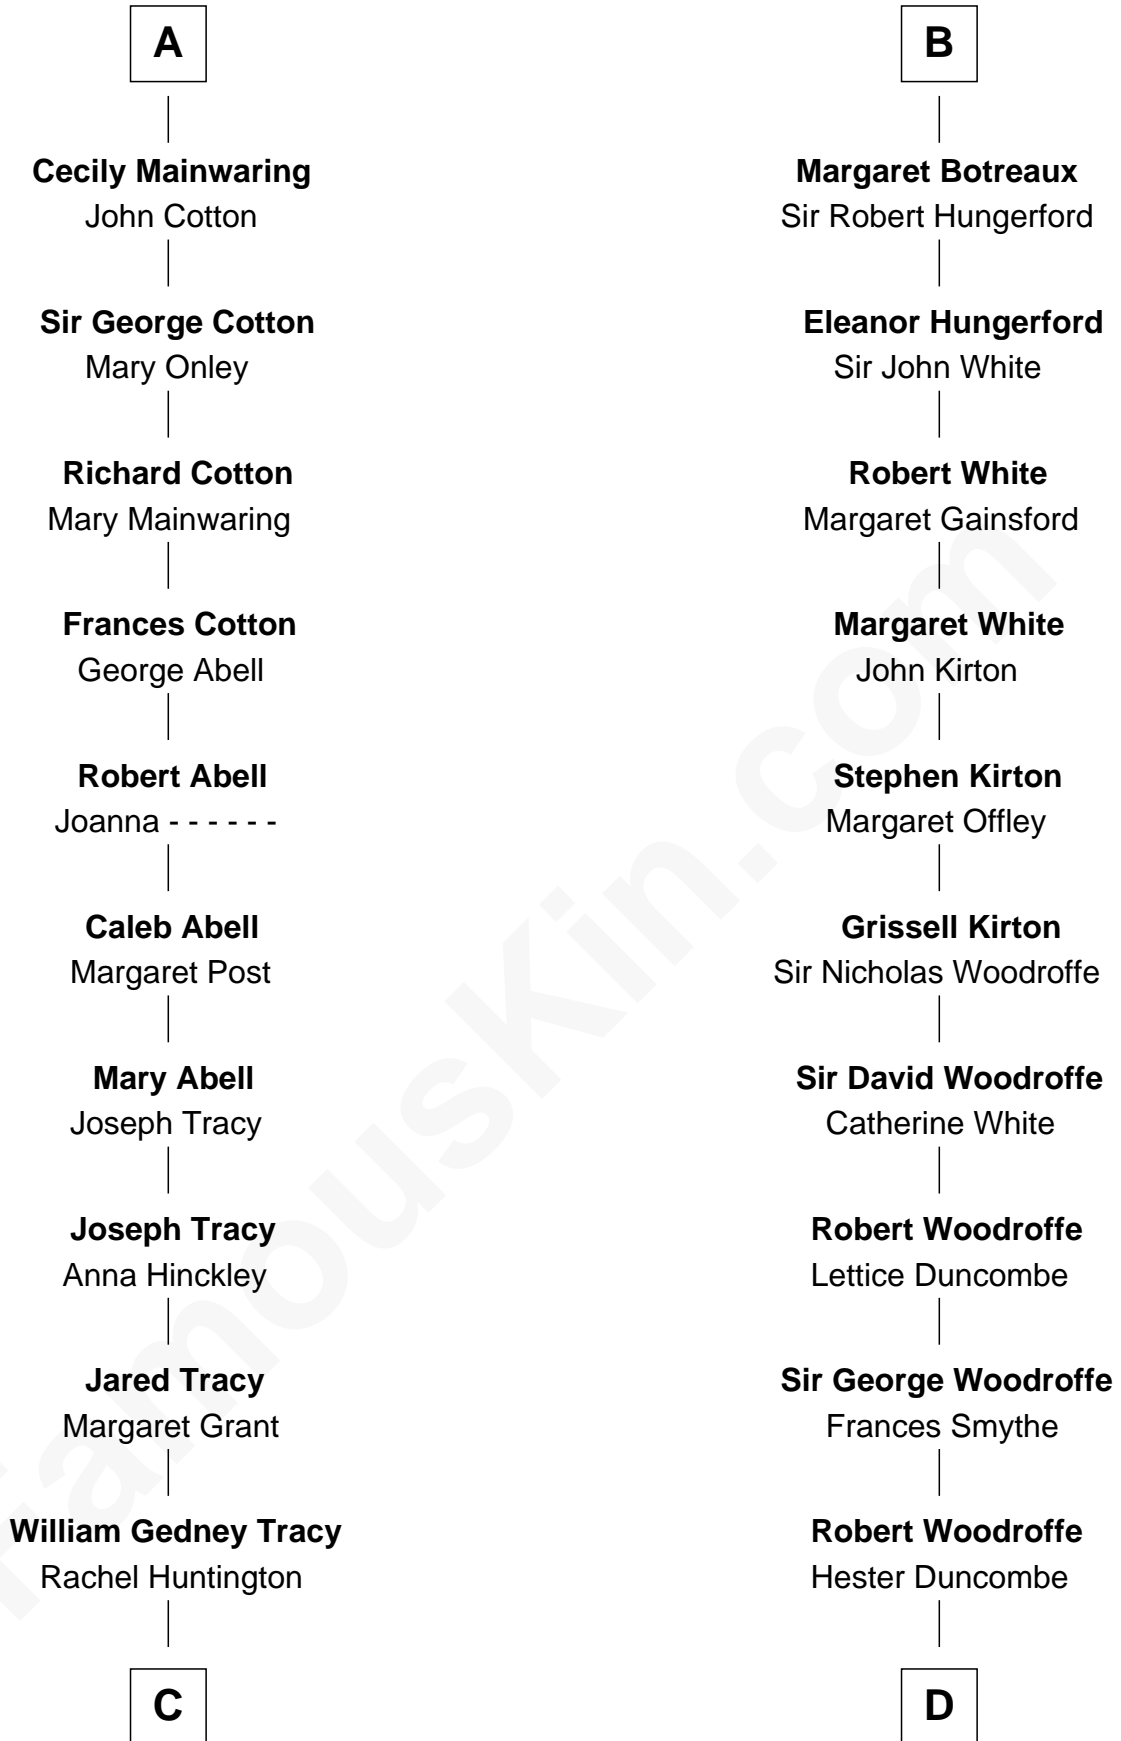 A
Cecily Mainwaring
John Cotton
Sir George Cotton
Mary Onley
Richard Cotton
Mary Mainwaring
Frances Cotton
George Abell
Robert Abell
Joanna - - - - - -
Caleb Abell
Margaret Post
Mary Abell
Joseph Tracy
Joseph Tracy
Anna Hinckley
Jared Tracy
Margaret Grant
William Gedney Tracy
Rachel Huntington
C
B
Margaret Botreaux
Sir Robert Hungerford
Eleanor Hungerford
Sir John White
Robert White
Margaret Gainsford
Margaret White
John Kirton
Stephen Kirton
Margaret Offley
Grissell Kirton
Sir Nicholas Woodroffe
Sir David Woodroffe
Catherine White
Robert Woodroffe
Lettice Duncombe
Sir George Woodroffe
Frances Smythe
Robert Woodroffe
Hester Duncombe
D
FamousKin.com